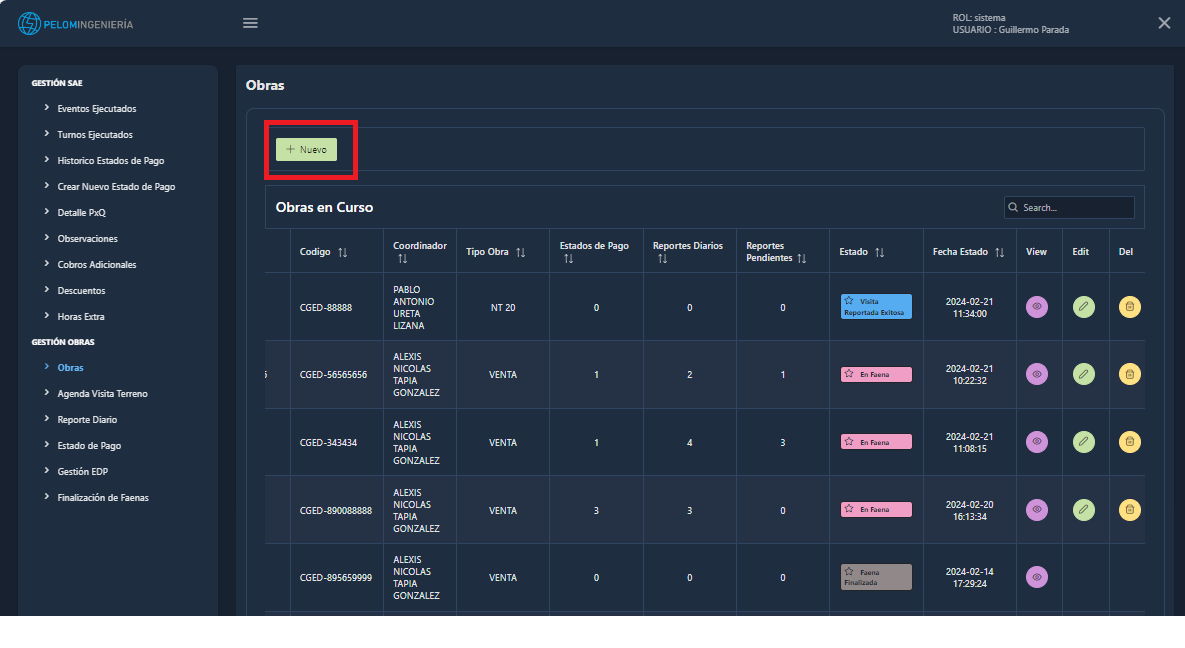 PELOMINGENIERÍA
ROL: sistema
USUARIO : Guillermo Parada
GESTIÓN SAE
Eventos Ejecutados
Turnos Ejecutados
Historico Estados de Pago
Crear Nuevo Estado de Pago
Detalle PxQ
Observaciones
Cobros Adicionales
Descuentos
Horas Extra
GESTIÓN OBRAS
Obras
Agenda Visita Terreno
Reporte Diario
Estado de Pago
Gestión EDP
Finalización de Faenas
Obras
+ Nuevo
Obras en Curso
Search...
Codigo
Coordinador
Tipo Obra
Estados de Pago
Reportes Diarios
Reportes
Pendientes
Estado
Fecha Estado
View
Edit
Del
CGED-88888
PABLO
ANTONIO
URETA
LIZANA
NT 20
0
0
0
Visita
Reportada Exitosa
2024-02-21
11:34:00
CGED-56565656
ALEXIS
NICOLAS
TAPIA
GONZALEZ
VENTA
1
2
1
En Faena
2024-02-21
10:22:32
CGED-343434
ALEXIS
NICOLAS
TAPIA
GONZALEZ
VENTA
1
4
3
En Faena
2024-02-21
11:08:15
CGED-890088888
ALEXIS
NICOLAS
TAPIA
GONZALEZ
VENTA
3
3
0
En Faena
2024-02-20
16:13:34
CGED-895659999
ALEXIS
NICOLAS
TAPIA
GONZALEZ
VENTA
0
0
0
Faena
Finalizada
2024-02-14
17:29:24